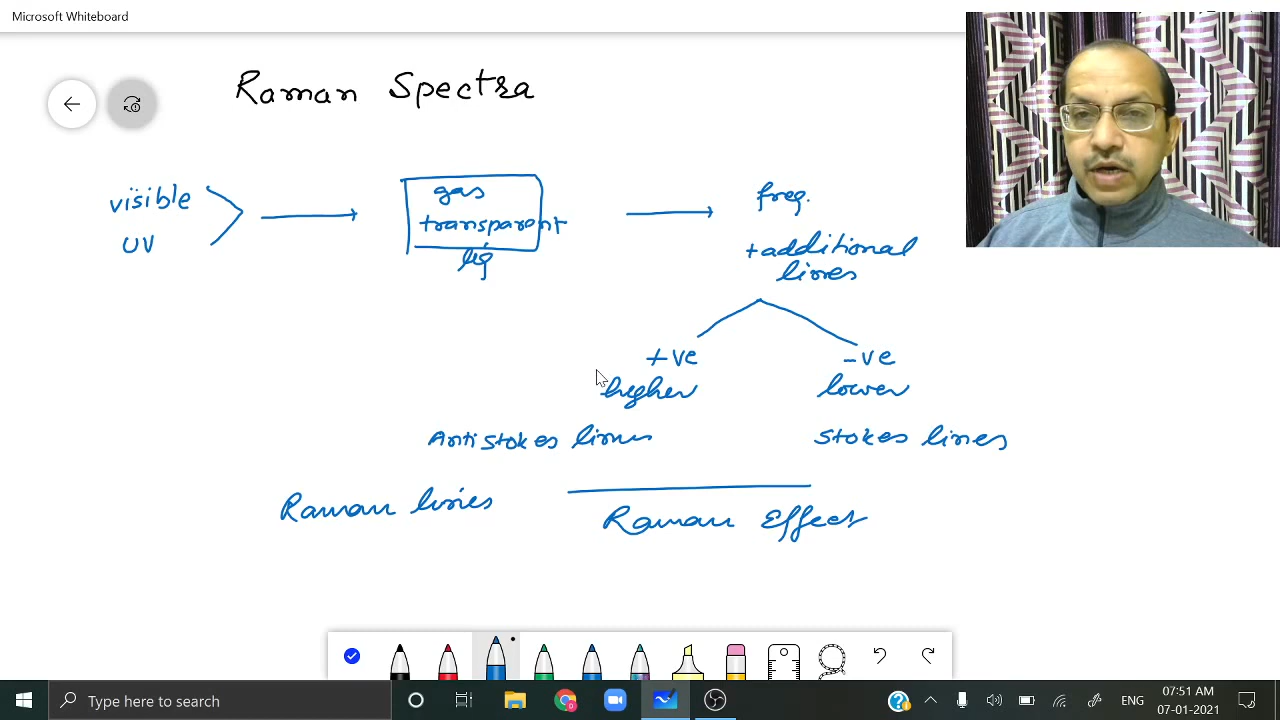 Microsoft Whiteboard
Raman Spectra
visible
UV
gas
transparent
liq
freq.
+additional
lines
+ve
-ve
higher
lower
Antistokes lines
stokes lines
Raman lines
Raman Effect
Type here to search
ENG
07:51 AM
07-01-2021